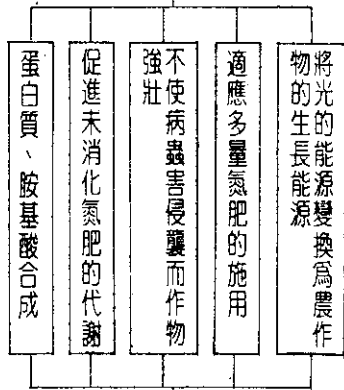 將光的能源變換爲農作
物的生長能源
適應多量氮肥的施用
不使病蟲害侵襲而作物
強壯
促進未消化氮肥的代謝
蛋白質、胺基酸合成